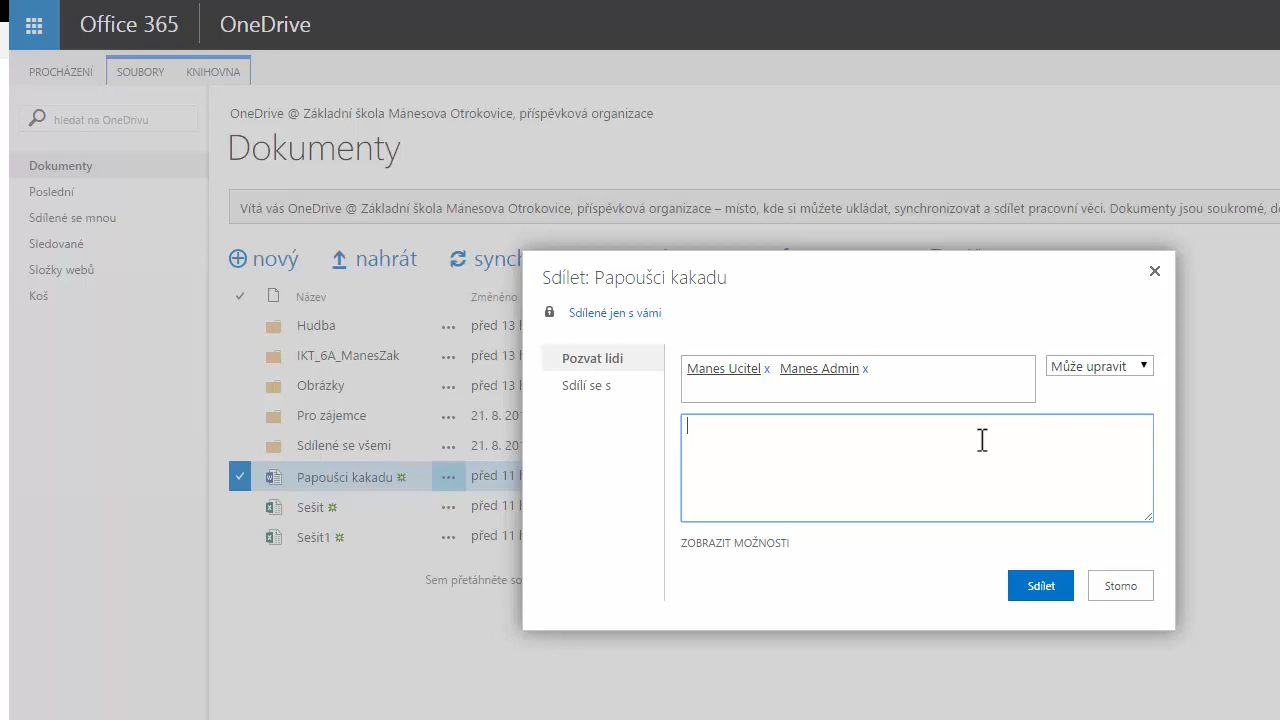 Office 365 OneDrive
PROCHÁZENÍ SOUBORY KNIHOVNA
hledat na OneDrivu
Dokumenty
Poslední
Sdílené se mnou
Sledované
Složky webů
Koš
OneDrive @ Základní škola Mánesova Otrokovice, příspěvková organizace
Dokumenty
Vítá vás OneDrive @ Základní škola Mánesova Otrokovice, příspěvková organizace – místo, kde si můžete ukládat, synchronizovat a sdílet pracovní věci. Dokumenty jsou soukromé,
nový nahrát
Název Změněno
Hudba ••• před 13
IKT_6A_ManesZak ••• před 13
Obrázky ••• před 13
Pro zájemce ••• 21. 8.
Sdílené se všemi ••• 21. 8.
Papoušci kakadu ••• před 11
Sešit ••• před 11
Sešit1 ••• před 11
Sem přetáhněte
Sdílet: Papoušci kakadu
Sdílené jen s vámi
Pozvat lidi
Sdílí se s
Manes Ucitel x Manes Admin x
Může upravit
ZOBRAZIT MOŽNOSTI
Sdílet Storno